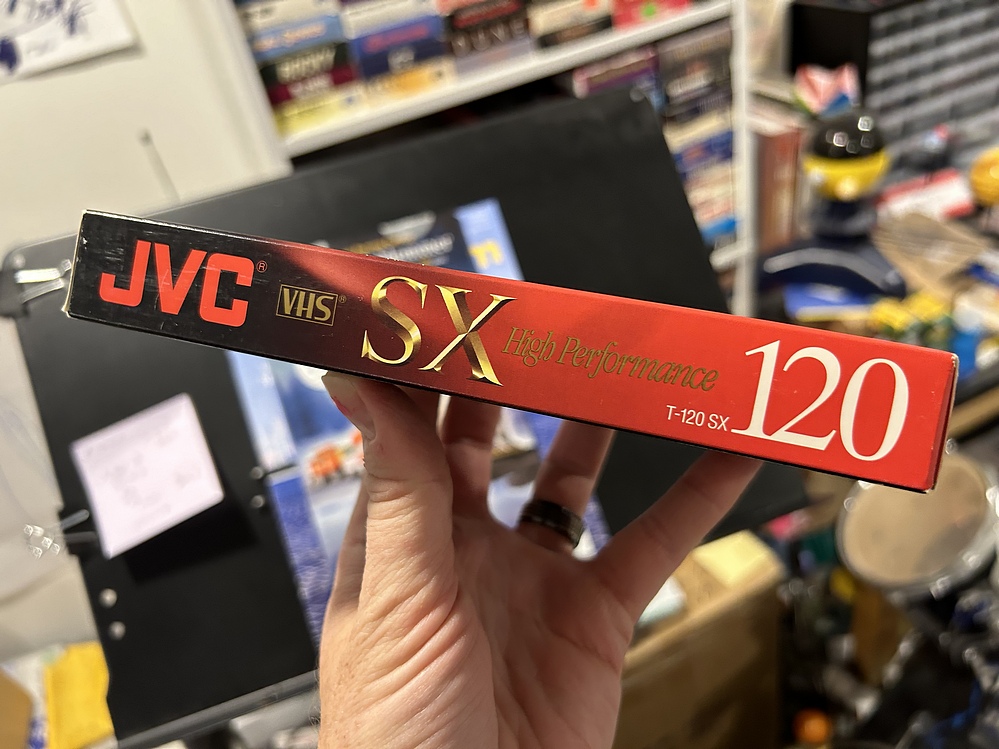 JVC®
VHS®
SX
High Performance
T-120 SX
120